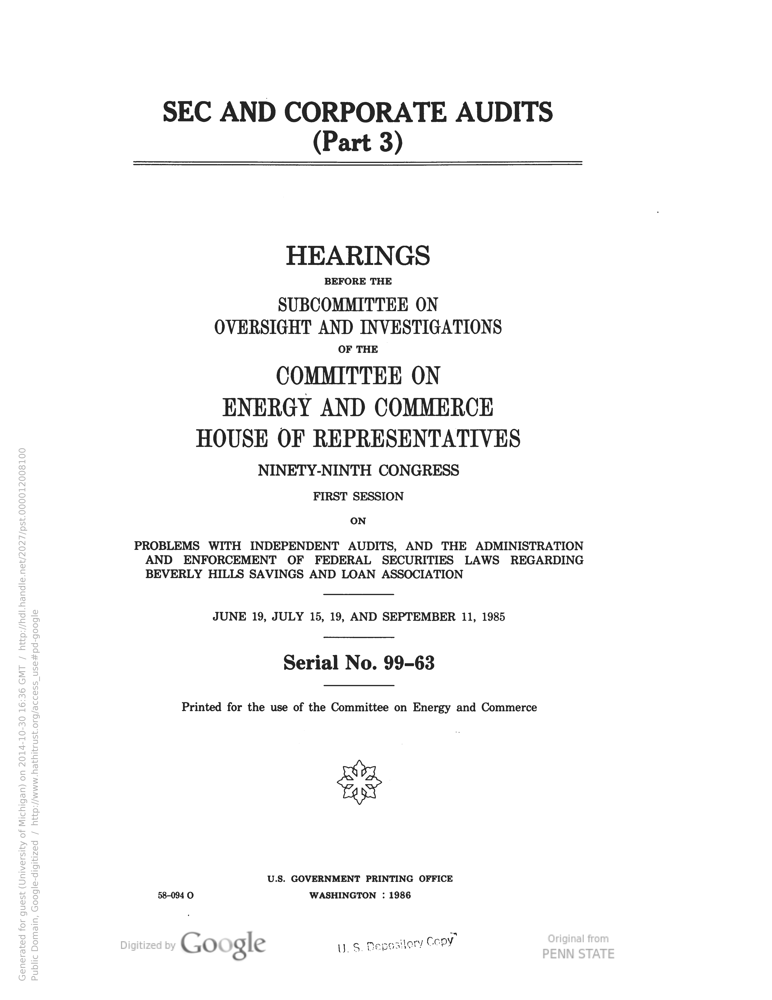 SEC AND CORPORATE AUDITS
(Part 3)
HEARINGS
BEFORE THE
SUBCOMMITTEE ON
OVERSIGHT AND INVESTIGATIONS
OF THE
COMMITTEE ON
ENERGY AND COMMERCE
HOUSE OF REPRESENTATIVES
NINETY-NINTH CONGRESS
FIRST SESSION
ON
PROBLEMS WITH INDEPENDENT AUDITS, AND THE ADMINISTRATION
AND ENFORCEMENT OF FEDERAL SECURITIES LAWS REGARDING
BEVERLY HILLS SAVINGS AND LOAN ASSOCIATION
JUNE 19, JULY 15, 19, AND SEPTEMBER 11, 1985
Serial No. 99–63
Printed for the use of the Committee on Energy and Commerce
U.S. GOVERNMENT PRINTING OFFICE
58–094 O WASHINGTON : 1986
U. S. Depository Copy
Digitized by Google
Original from
PENN STATE
Generated for guest (University of Michigan) on 2014-10-30 16:36 GMT / http://hdl.handle.net/2027/pst.000012008100
Public Domain, Google-digitized / http://www.hathitrust.org/access_use#pd-google